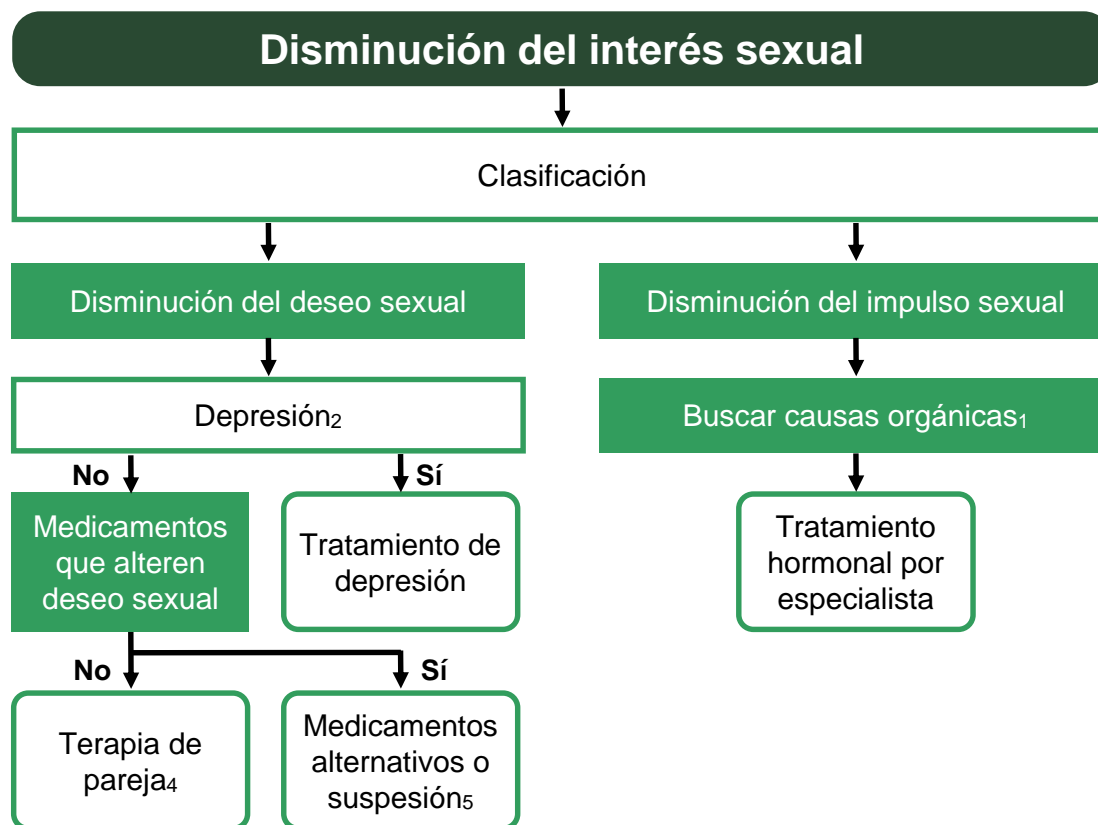 Disminución del interés sexual
Clasificación
Disminución del deseo sexual
Disminución del impulso sexual
Depresión2
Buscar causas orgánicas1
No
Sí
Medicamentos
que alteren
deseo sexual
Tratamiento de
depresión
Tratamiento
hormonal por
especialista
No
Sí
Terapia de
pareja4
Medicamentos
alternativos o
suspesión5